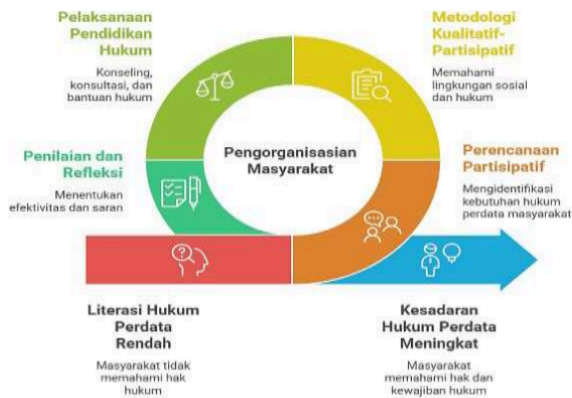 Pelaksanaan
Pendidikan
Hukum
Konseling,
konsultasi, dan
bantuan hukum
Metodologi
Kualitatif-
Partisipatif
Memahami
lingkungan sosial
dan hukum
Pengorganisasian
Masyarakat
Penilaian dan
Refleksi
Menentukan
efektivitas dan saran
Perencanaan
Partisipatif
Mengidentifikasi
kebutuhan hukum
perdata masyarakat
Literasi Hukum
Perdata
Rendah
Masyarakat tidak
memahami hak
hukum
Kesadaran
Hukum Perdata
Meningkat
Masyarakat
memahami hak dan
kewajiban hukum